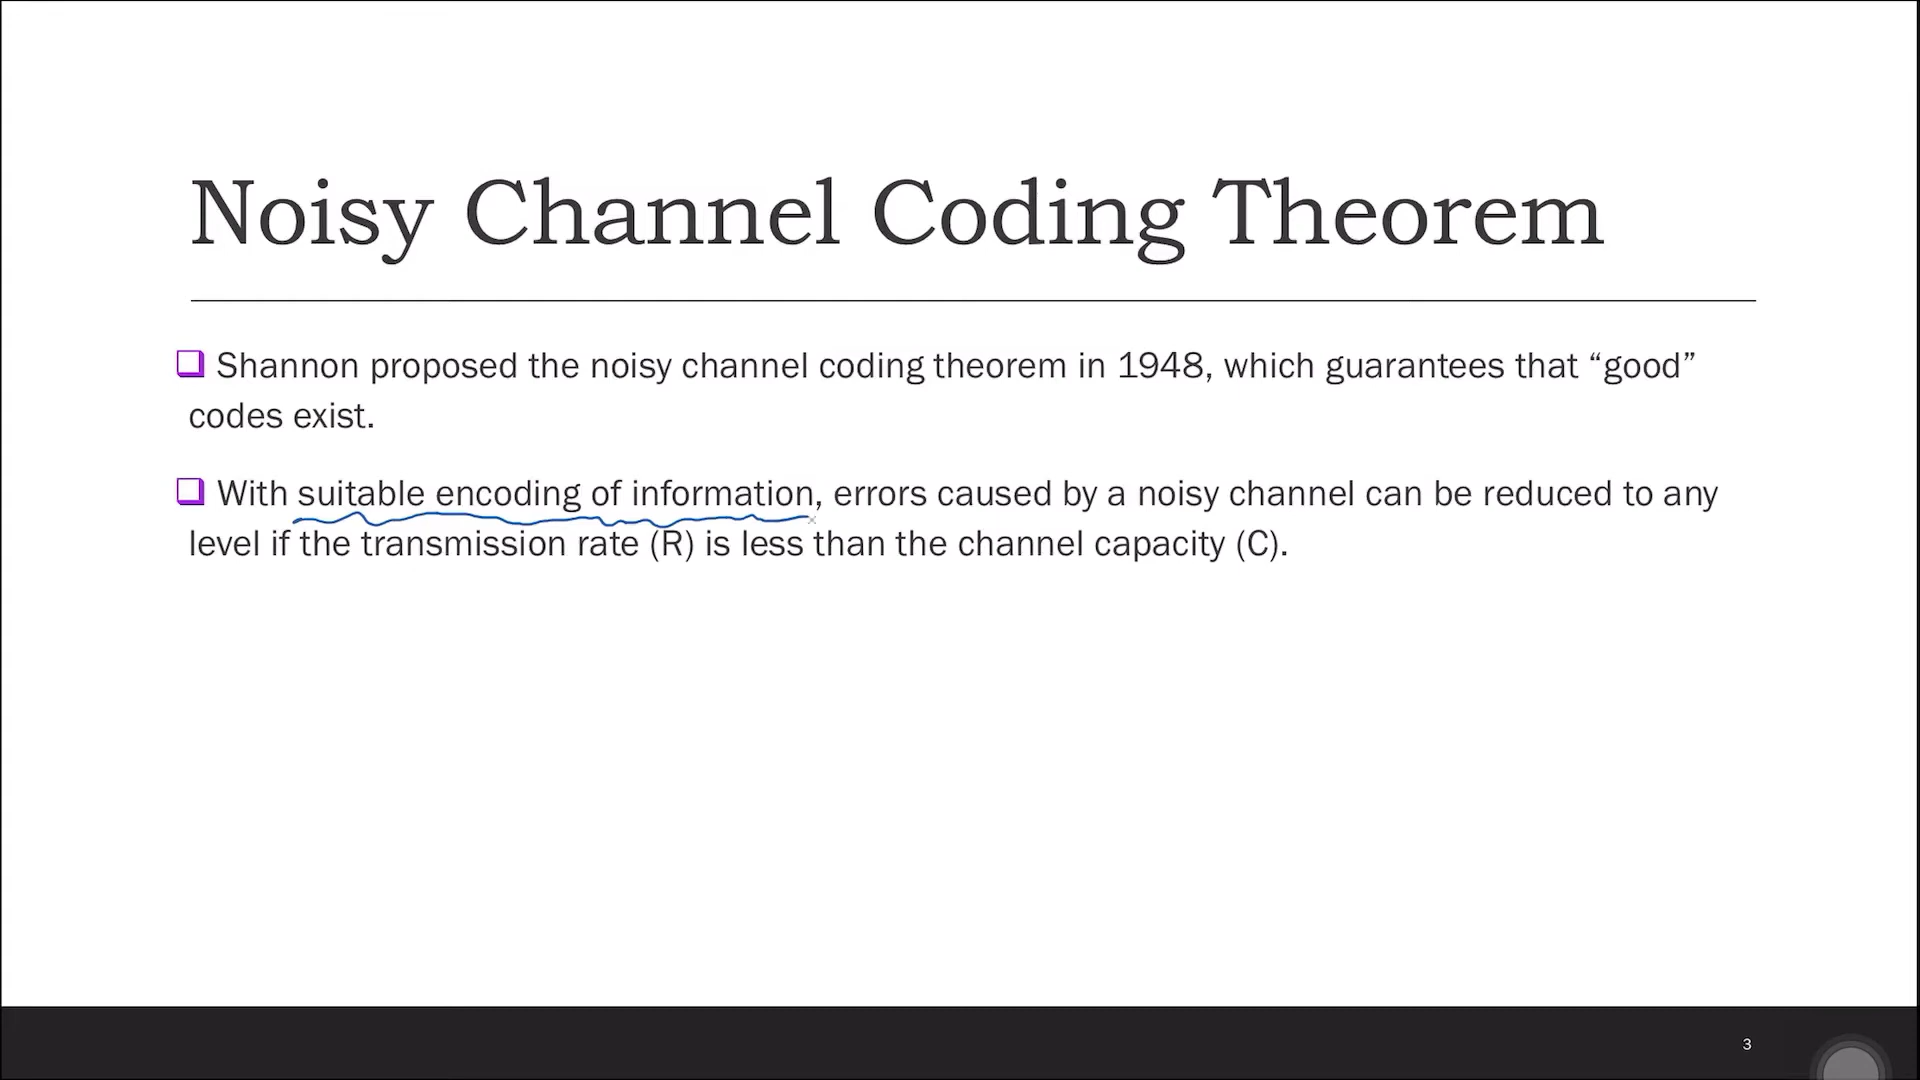 Noisy Channel Coding Theorem
Shannon proposed the noisy channel coding theorem in 1948, which guarantees that “good”
codes exist.
With suitable encoding of information, errors caused by a noisy channel can be reduced to any
level if the transmission rate (R) is less than the channel capacity (C).
3